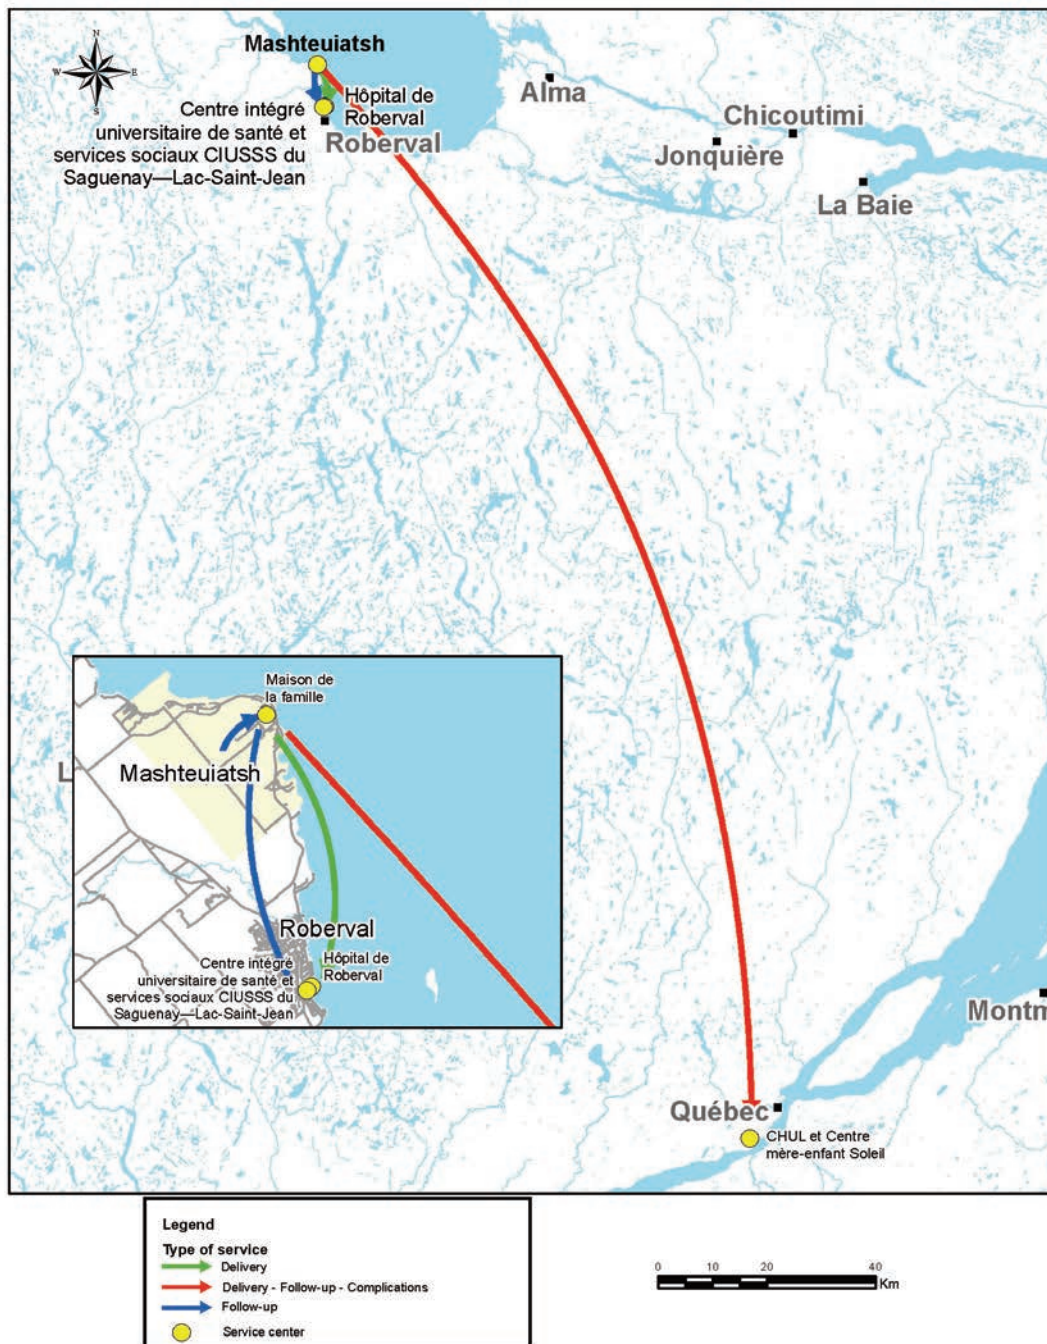 N
W
E
S
Mashteuiatsh
Centre intégré
universitaire de santé et
services sociaux CIUSSS du
Saguenay—Lac-Saint-Jean
Hôpital de
Roberval
Roberval
Alma
Chicoutimi
Jonquière
La Baie
Maison de
la famille
L
Mashteuiatsh
Roberval
Centre intégré
universitaire de santé et
services sociaux CIUSSS du
Saguenay—Lac-Saint-Jean
Hôpital de
Roberval
Montm
Québec
CHUL et Centre
mère-enfant Soleil
Legend
Type of service
Delivery
Delivery - Follow-up - Complications
Follow-up
Service center
0 10 20 40
Km